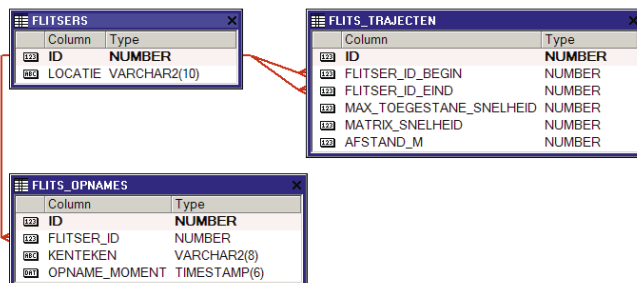 FLITSERS
Column Type
ID NUMBER
LOCATIE VARCHAR2(10)
FLITS_TRAJECTEN
Column Type
ID NUMBER
FLITSER_ID_BEGIN NUMBER
FLITSER_ID_EIND NUMBER
MAX_TOEGESTANE_SNELHEID NUMBER
MATRIX_SNELHEID NUMBER
AFSTAND_M NUMBER
FLITS_OPNAMES
Column Type
ID NUMBER
FLITSER_ID NUMBER
KENTEKEN VARCHAR2(8)
OPNAME_MOMENT TIMESTAMP(6)